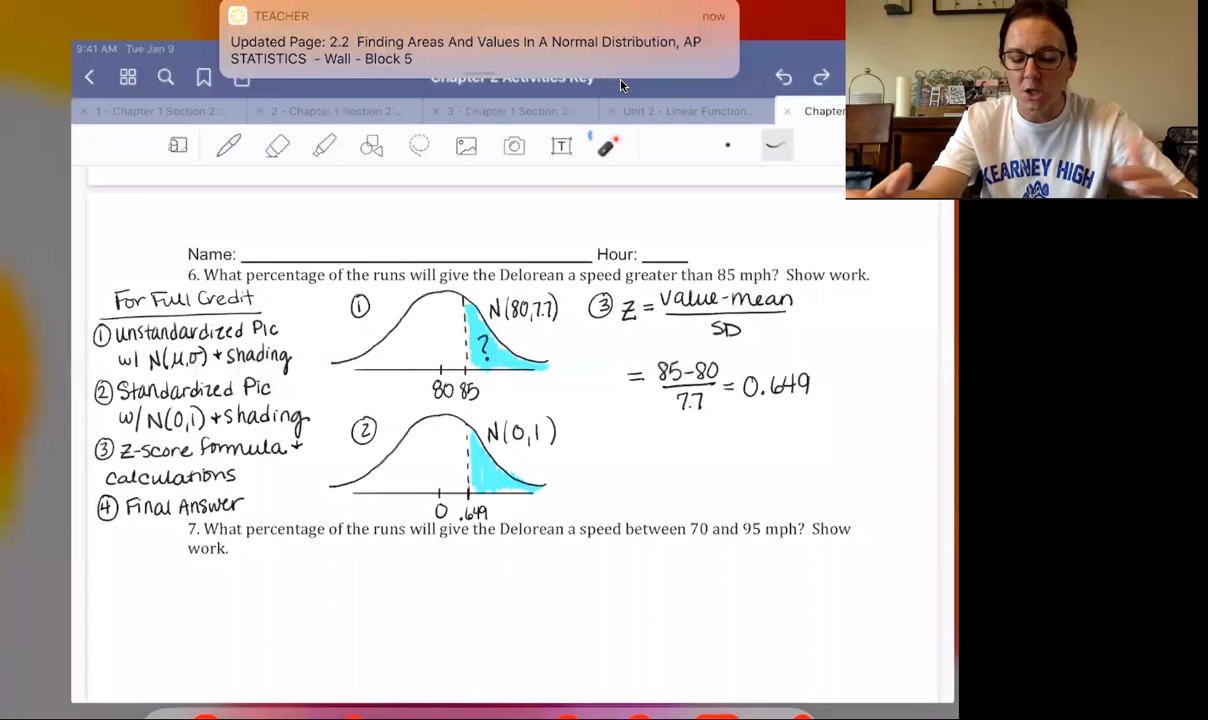 TEACHER
now
Updated Page: 2.2 Finding Areas And Values In A Normal Distribution, AP
STATISTICS - Wall - Block 5
9:41 AM Tue Jan 9
Chapter 2 Activities Key
1 - Chapter 1 Section 2:...
2 - Chapter 1 Section 2:...
3 - Chapter 1 Section 2:...
Unit 2 - Linear Function...
Chapter
KEARNEY HIGH
Name: Hour:
6. What percentage of the runs will give the Delorean a speed greater than 85 mph? Show work.
For Full Credit
① Unstandardized Pic
w/ N(μ,σ) + Shading
② Standardized Pic
w/ N(0,1) + Shading
③ Z-score formula +
calculations
④ Final Answer
①
N(80,7.7)
?
80 85
②
N(0,1)
0 .649
③ Z = value-mean
SD
= 85-80 = 0.649
7.7
7. What percentage of the runs will give the Delorean a speed between 70 and 95 mph? Show
work.